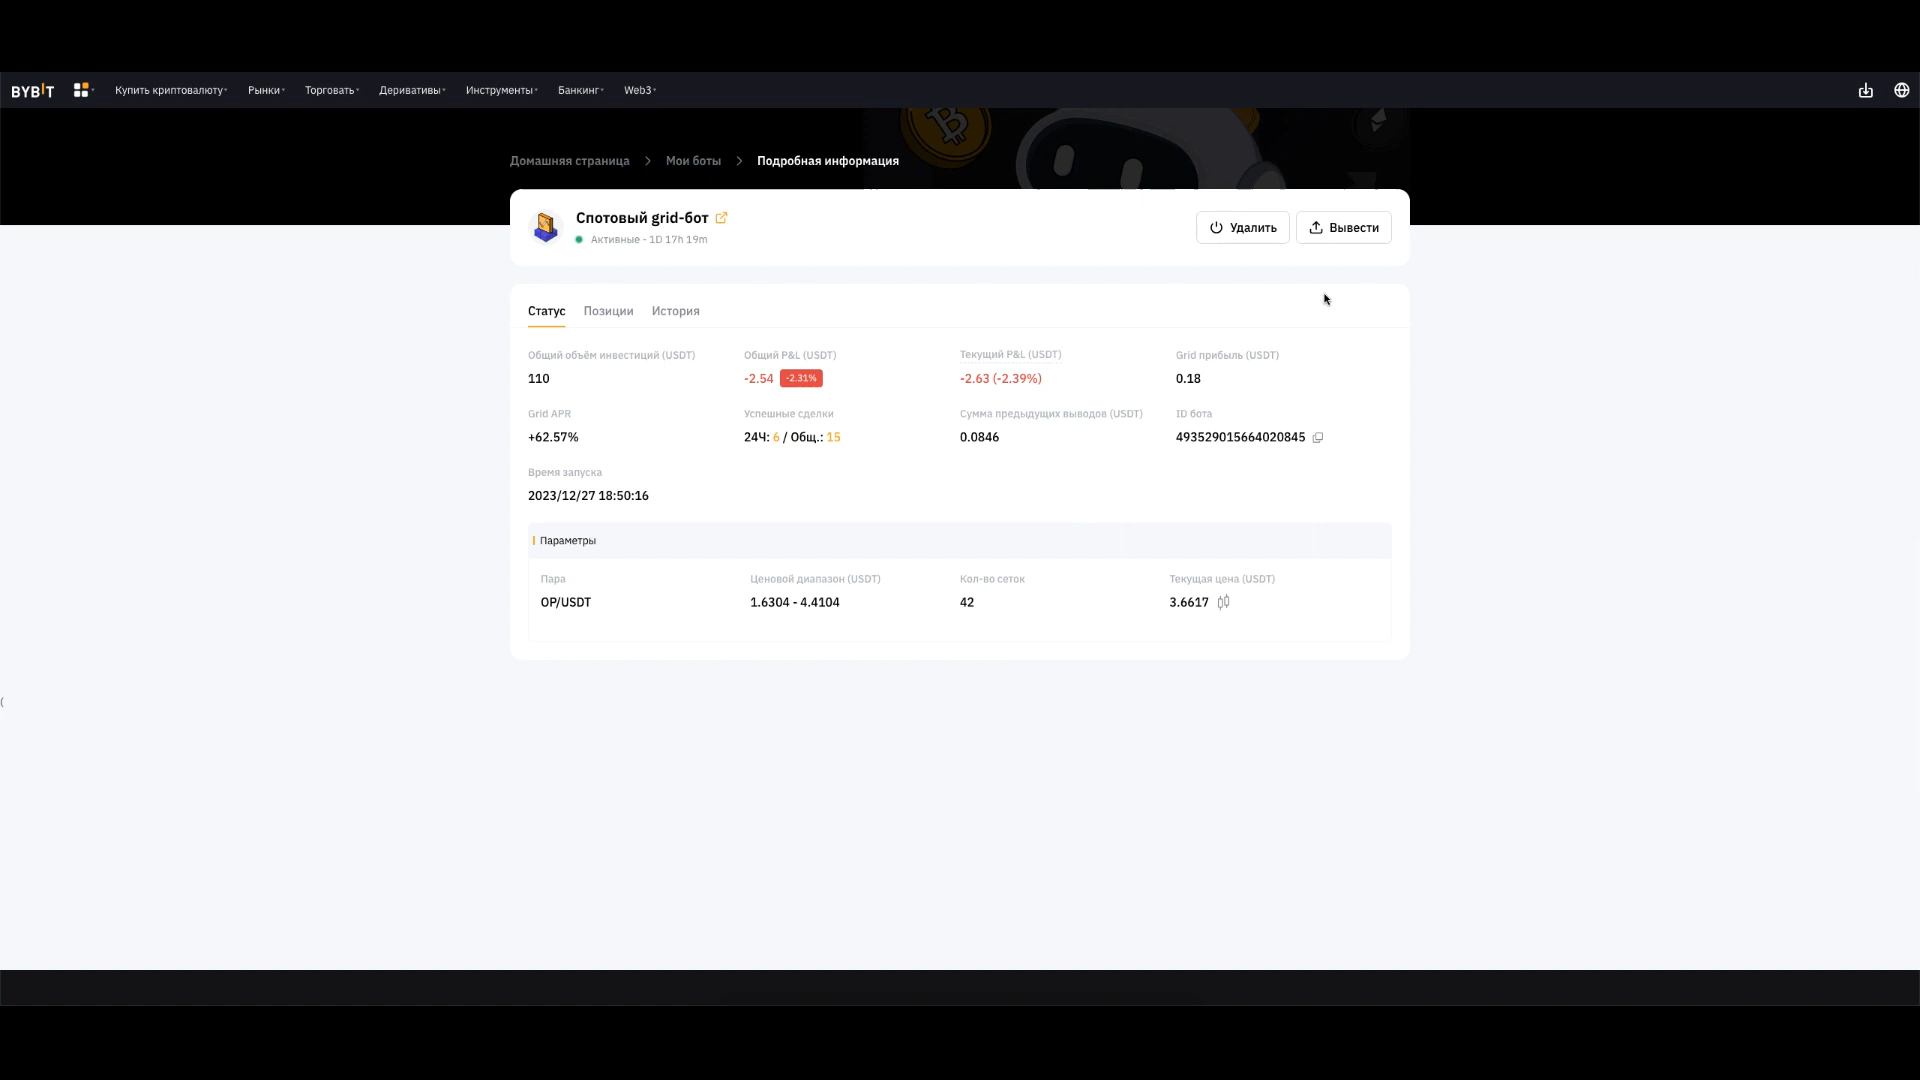 BYBIT Купить криптовалюту Рынки Торговать Деривативы Инструменты Банкинг Web3
Домашняя страница > Мои боты > Подробная информация
Спотовый grid-бот
Активные - 1D 17h 19m
Удалить Вывести
Статус Позиции История
Общий объём инвестиций (USDT) Общий P&L (USDT) Текущий P&L (USDT) Grid прибыль (USDT)
110 -2.54 -2.31% -2.63 (-2.39%) 0.18
Grid APR Успешные сделки Сумма предыдущих выводов (USDT) ID бота
+62.57% 24Ч: 6 / Общ.: 15 0.0846 493529015664020845
Время запуска
2023/12/27 18:50:16
Параметры
Пара Ценовой диапазон (USDT) Кол-во сеток Текущая цена (USDT)
OP/USDT 1.6304 - 4.4104 42 3.6617
(